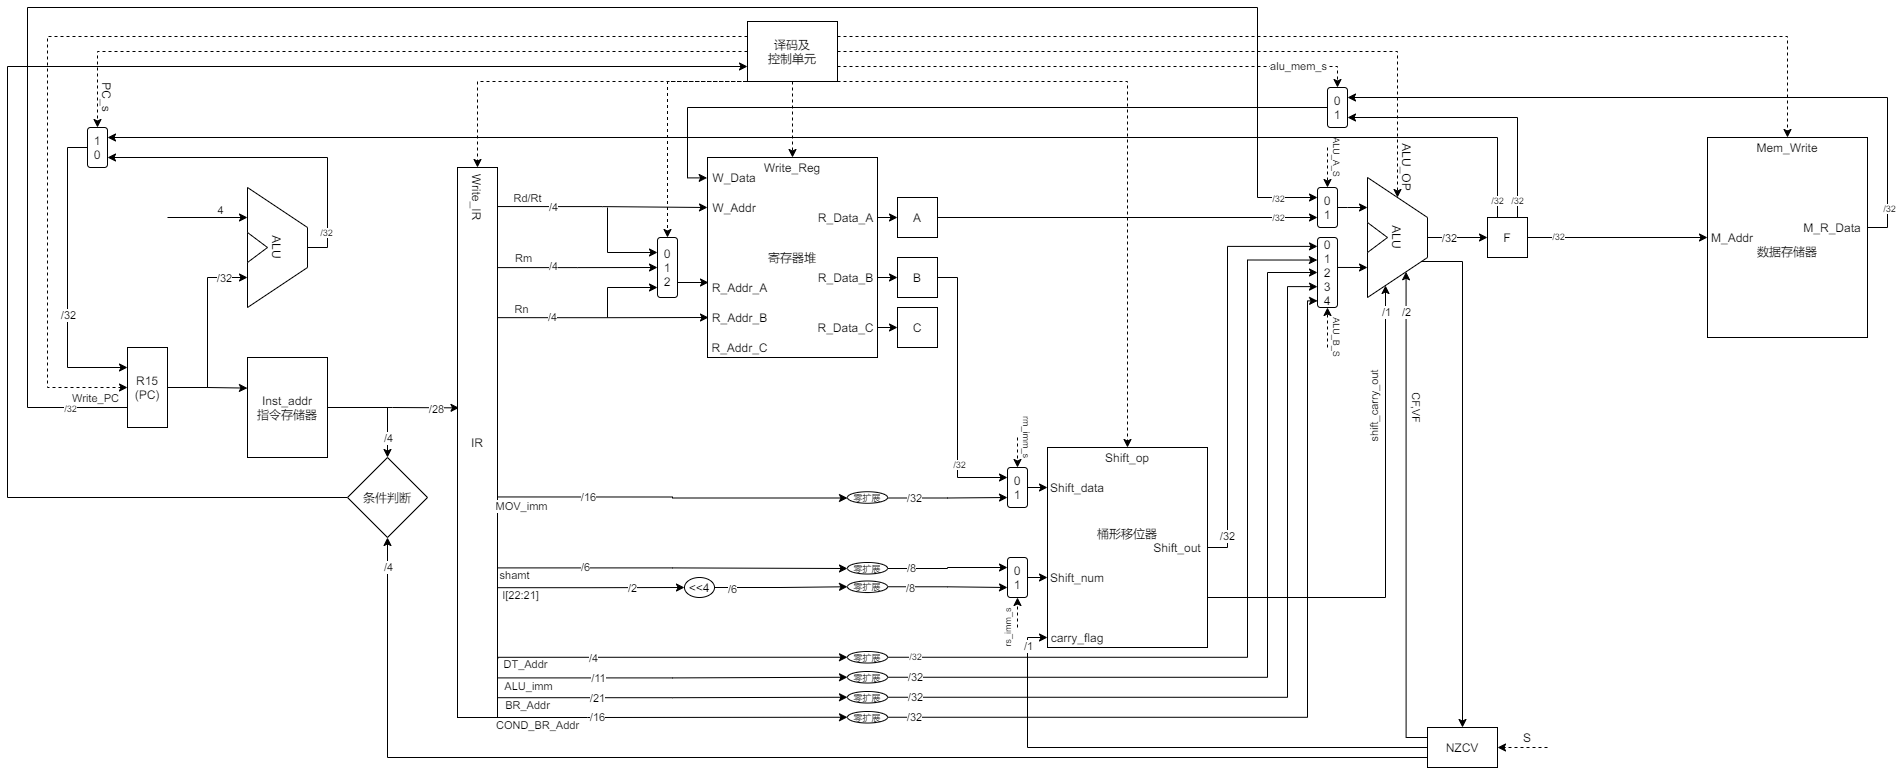 译码及
控制单元
alu_mem_s
PC_s
1
0
4
ALU
/32
/32
/32
R15
(PC)
Write_PC
/32
Inst_addr
指令存储器
/28
/4
条件判断
/4
Write_IR
IR
Rd/Rt
/4
Rm
/4
Rn
/4
0
1
2
Write_Reg
W_Data
W_Addr
寄存器堆
R_Addr_A
R_Addr_B
R_Addr_C
R_Data_A
R_Data_B
R_Data_C
A
B
C
/32
MOV_imm
/16
零扩展
/32
shamt
/6
零扩展
/8
I[22:21]
/2
<<4
/6
零扩展
/8
DT_Addr
/4
零扩展
/32
ALU_imm
/11
零扩展
/32
BR_Addr
/21
零扩展
/32
COND_BR_Addr
/16
零扩展
/32
rm_imm_s
0
1
0
1
rs_imm_s
Shift_op
Shift_data
桶形移位器
Shift_out
Shift_num
carry_flag
/1
/32
0
1
ALU_A_S
/32
/32
0
1
0
1
2
3
4
ALU_B_S
ALU_OP
ALU
/1
/2
shift_carry_out
CF,VF
/32
F
/32
/32
/32
Mem_Write
M_Addr
M_R_Data
数据存储器
/32
NZCV
S